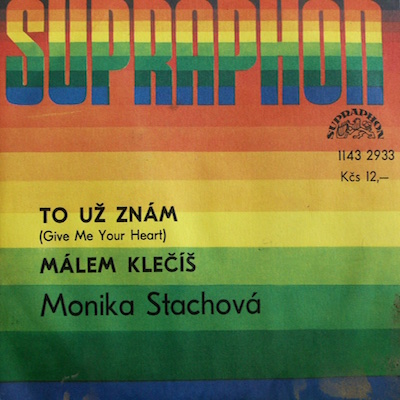 SUPRAPHON
SUPRAPHON
1143 2933
Kčs 12,—
TO UŽ ZNÁM
(Give Me Your Heart)
MÁLEM KLEČÍŠ
Monika Stachová